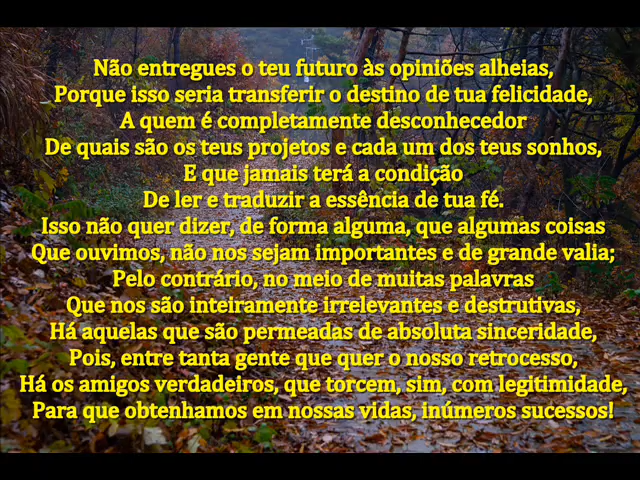 Não entregues o teu futuro às opiniões alheias,
Porque isso seria transferir o destino de tua felicidade,
A quem é completamente desconhecedor
De quais são os teus projetos e cada um dos teus sonhos,
E que jamais terá a condição
De ler e traduzir a essência de tua fé.
Isso não quer dizer, de forma alguma, que algumas coisas
Que ouvimos, não nos sejam importantes e de grande valia;
Pelo contrário, no meio de muitas palavras
Que nos são inteiramente irrelevantes e destrutivas,
Há aquelas que são permeadas de absoluta sinceridade,
Pois, entre tanta gente que quer o nosso retrocesso,
Há os amigos verdadeiros, que torcem, sim, com legitimidade,
Para que obtenhamos em nossas vidas, inúmeros sucessos!